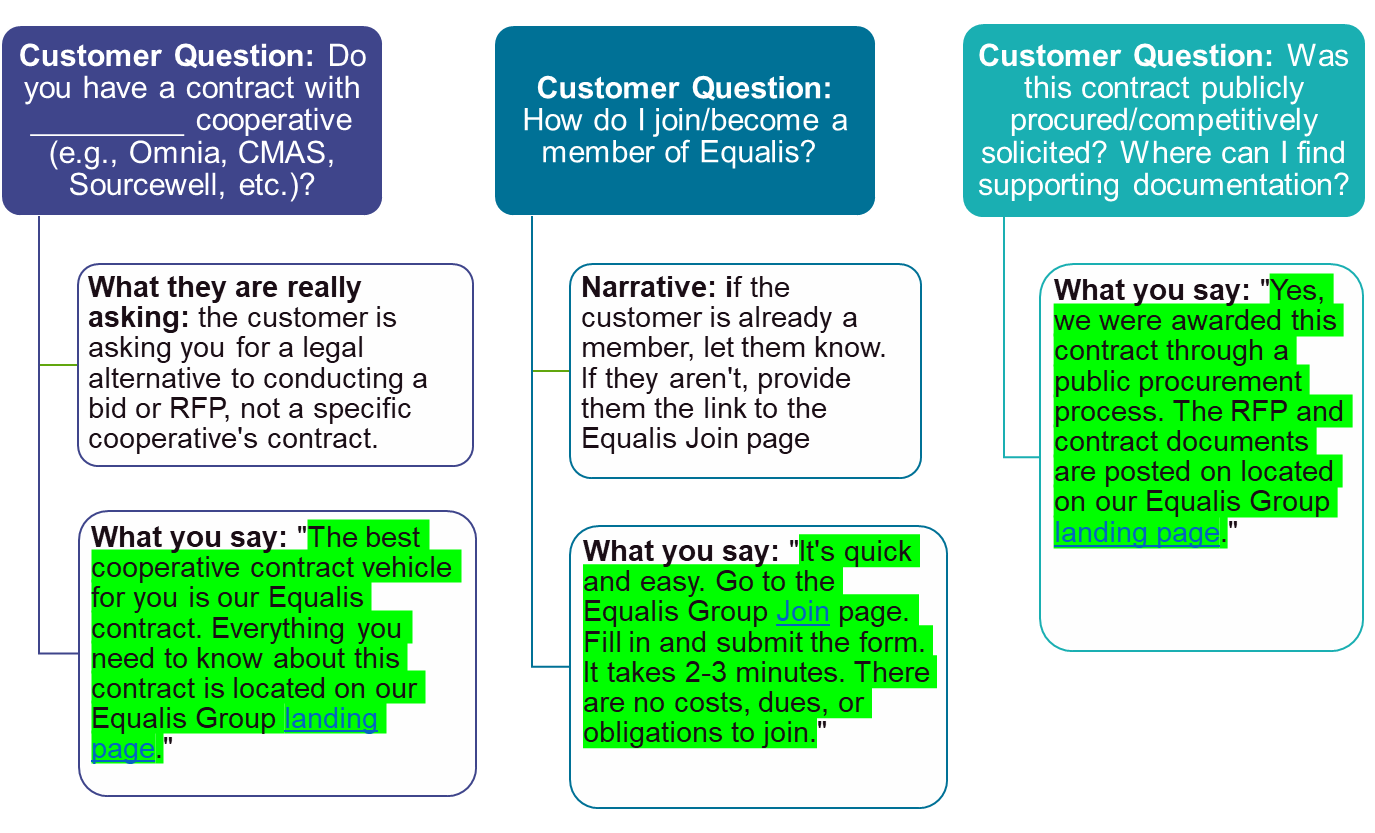 Customer Question: Do
you have a contract with
_________ cooperative
(e.g., Omnia, CMAS,
Sourcewell, etc.)?
What they are really
asking: the customer is
asking you for a legal
alternative to conducting a
bid or RFP, not a specific
cooperative's contract.
What you say: "The best
cooperative contract vehicle
for you is our Equalis
contract. Everything you
need to know about this
contract is located on our
Equalis Group landing
page."
Customer Question:
How do I join/become a
member of Equalis?
Narrative: if the
customer is already a
member, let them know.
If they aren't, provide
them the link to the
Equalis Join page
What you say: "It's quick
and easy. Go to the
Equalis Group Join page.
Fill in and submit the form.
It takes 2-3 minutes. There
are no costs, dues, or
obligations to join."
Customer Question: Was
this contract publicly
procured/competitively
solicited? Where can I find
supporting documentation?
What you say: "Yes,
we were awarded this
contract through a
public procurement
process. The RFP and
contract documents
are posted on located
on our Equalis Group
landing page."